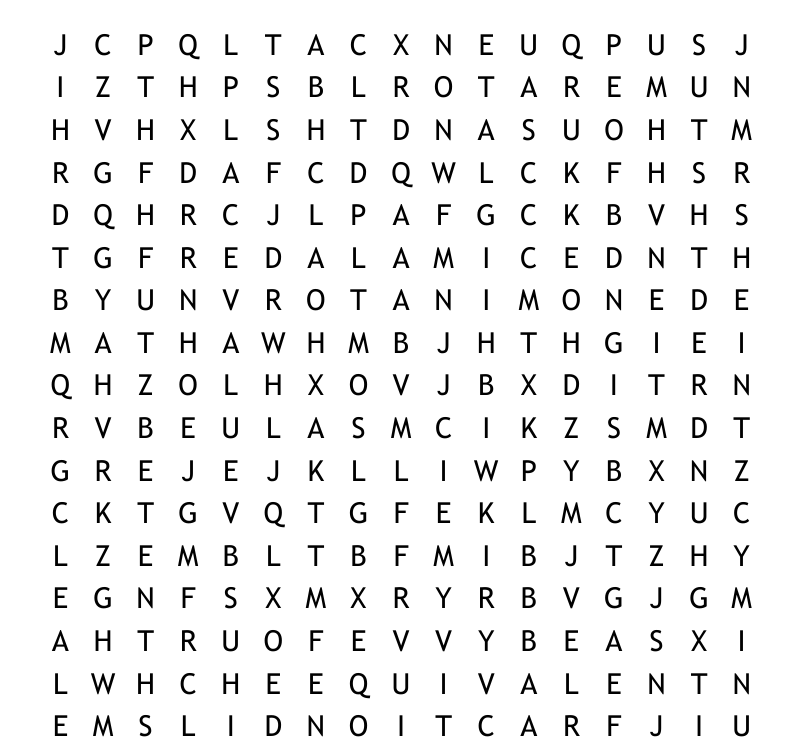 J C P Q L T A C X N E U Q P U S J
I Z T H P S B L R O T A R E M U N
H V H X L S H T D N A S U O H T M
R G F D A F C D Q W L C K F H S R
D Q H R C J L P A F G C K B V H S
T G F R E D A L A M I C E D N T H
B Y U N V R O T A N I M O N E D E
M A T H A W H M B J H T H G I E I
Q H Z O L H X O V J B X D I T R N
R V B E U L A S M C I K Z S M D T
G R E J E J K L L I W P Y B X N Z
C K T G V Q T G F E K L M C Y U C
L Z E M B L T B F M I B J T Z H Y
E G N F S X M X R Y R B V G J G M
A H T R U O F E V V Y B E A S X I
L W H C H E E Q U I V A L E N T N
E M S L I D N O I T C A R F J I U